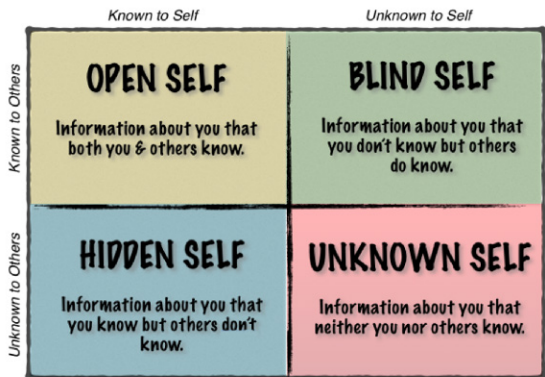 Known to Self
Unknown to Self
Known to Others
OPEN SELF
Information about you that
both you & others know.
BLIND SELF
Information about you that
you don't know but others
do know.
Unknown to Others
HIDDEN SELF
Information about you that
you know but others don't
know.
UNKNOWN SELF
Information about you that
neither you nor others know.